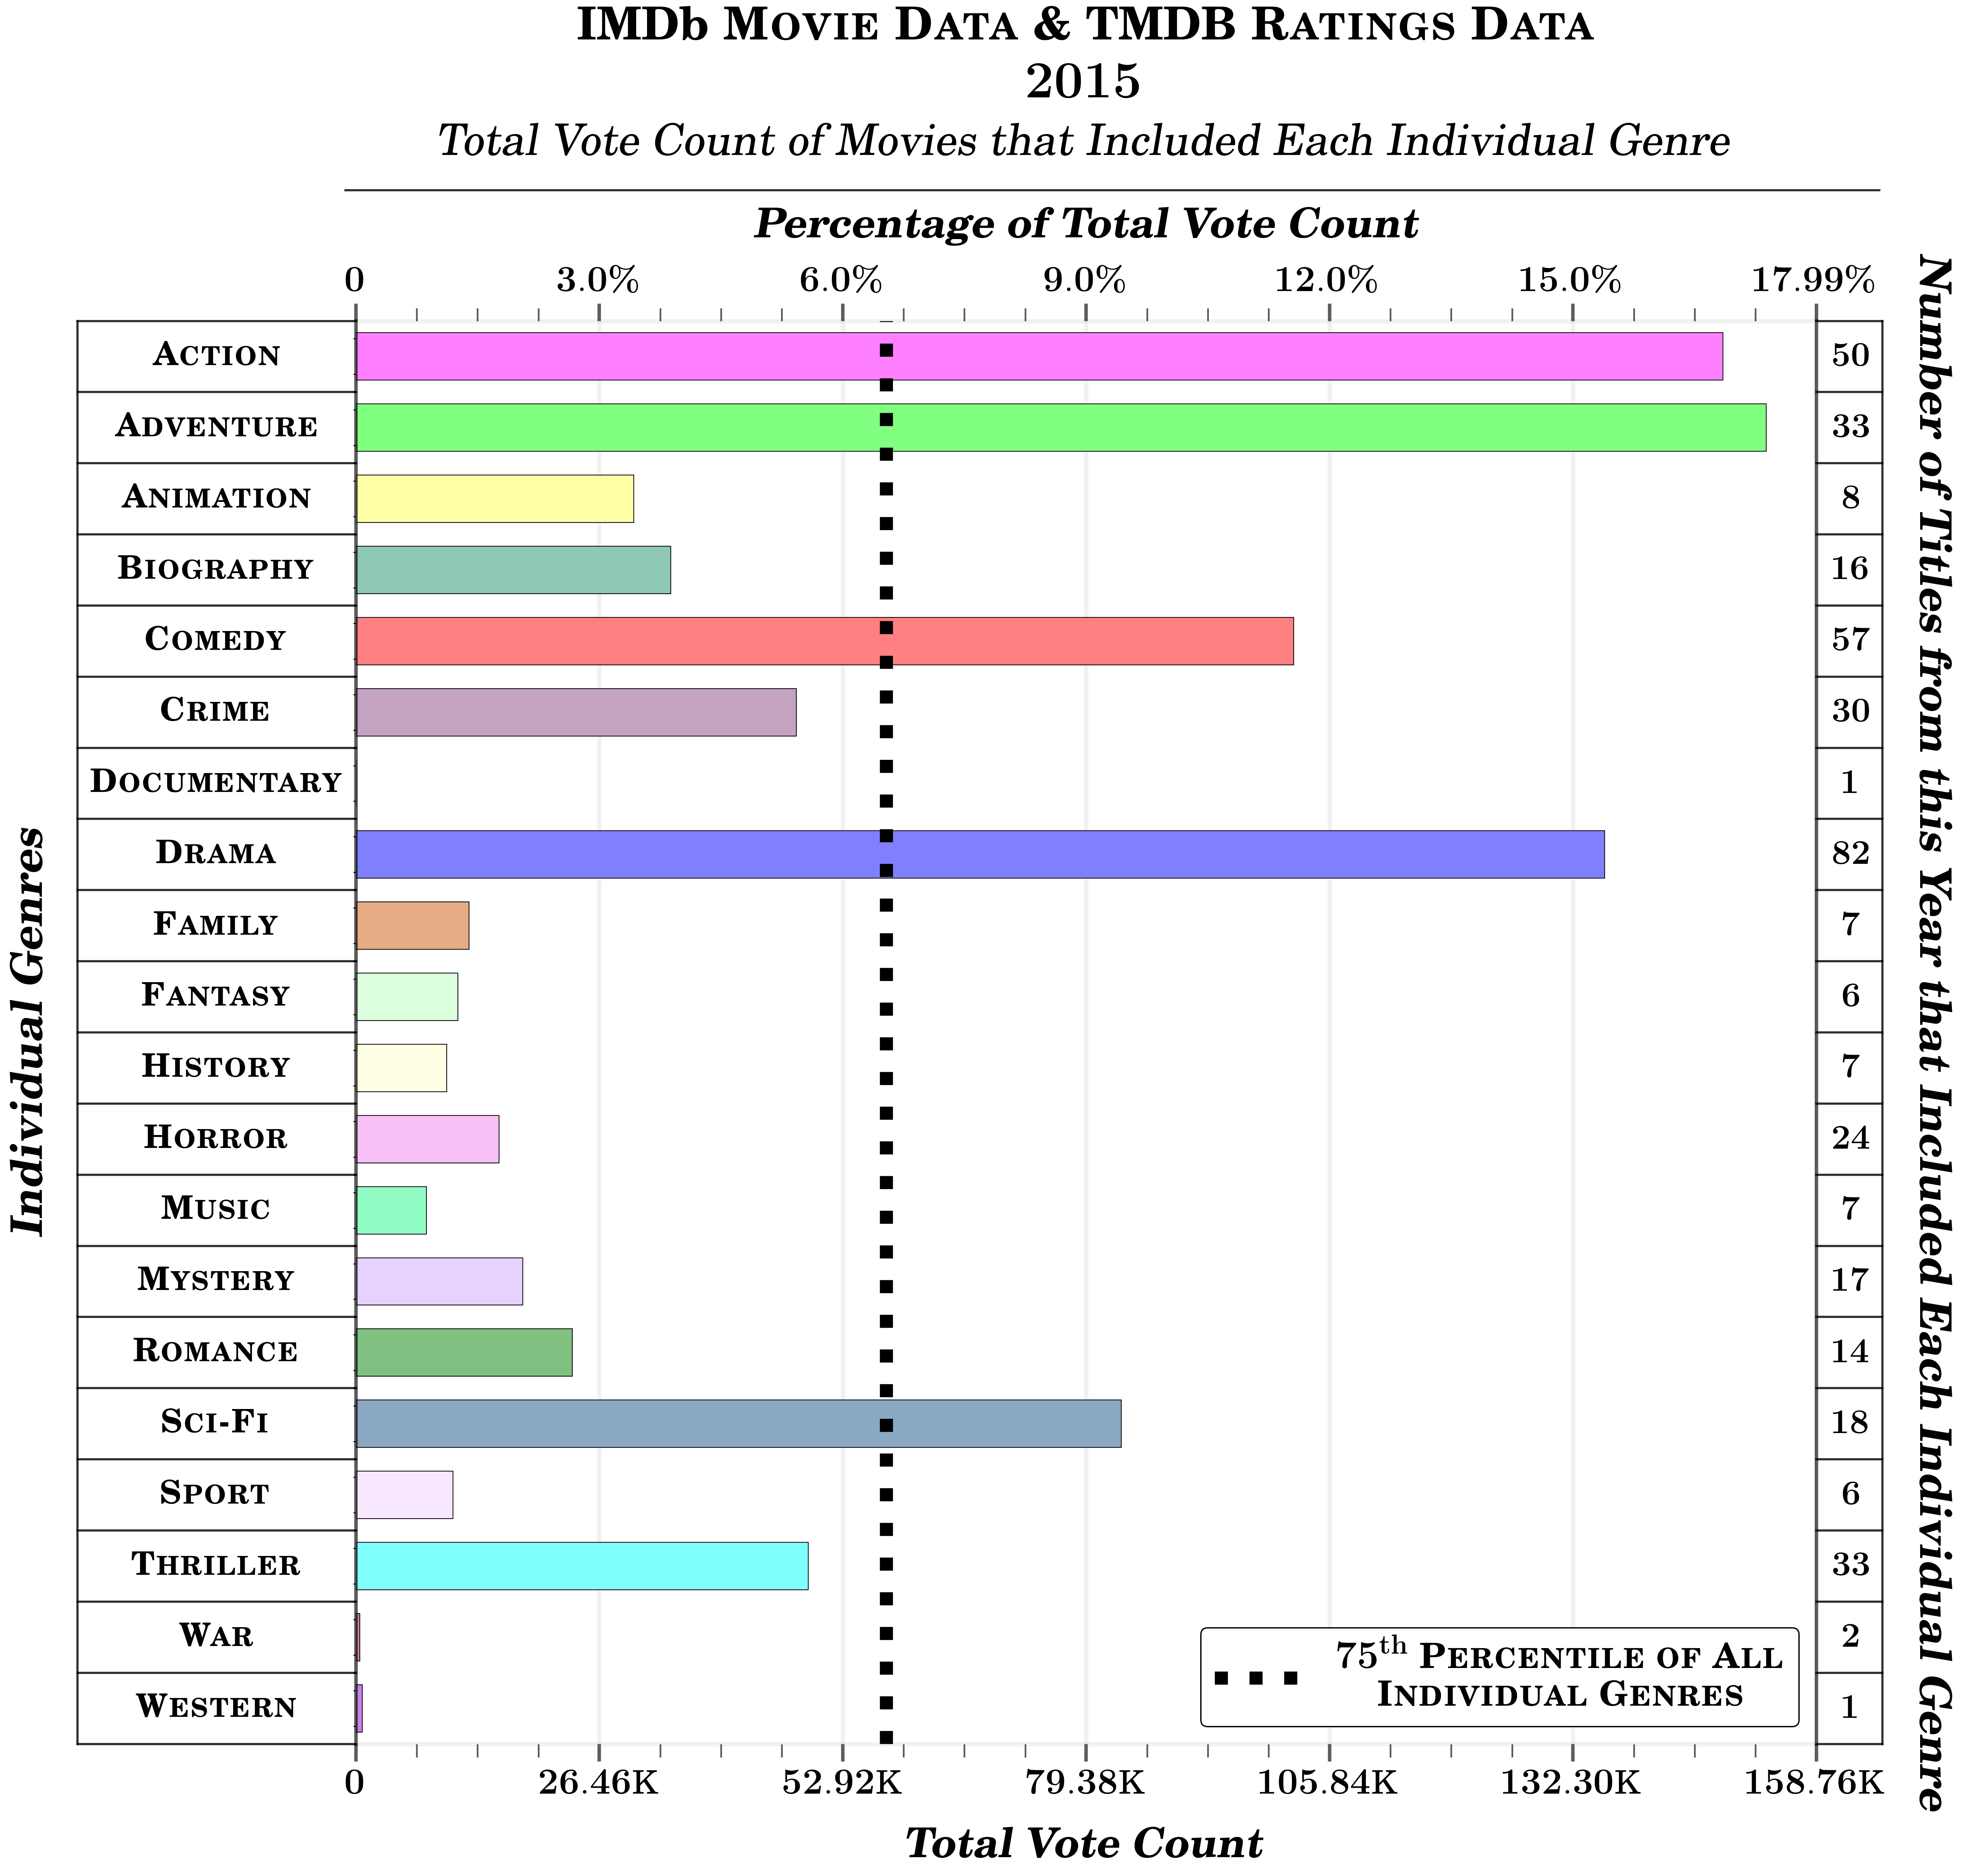 IMDb Movie Data & TMDB Ratings Data
2015
Total Vote Count of Movies that Included Each Individual Genre
Percentage of Total Vote Count
0 3.0% 6.0% 9.0% 12.0% 15.0% 17.99%
Individual Genres
Action 50
Adventure 33
Animation 8
Biography 16
Comedy 57
Crime 30
Documentary 1
Drama 82
Family 7
Fantasy 6
History 7
Horror 24
Music 7
Mystery 17
Romance 14
Sci-Fi 18
Sport 6
Thriller 33
War 2
Western 1
Number of Titles from this Year that Included Each Individual Genre
75th Percentile of All
Individual Genres
0 26.46K 52.92K 79.38K 105.84K 132.30K 158.76K
Total Vote Count